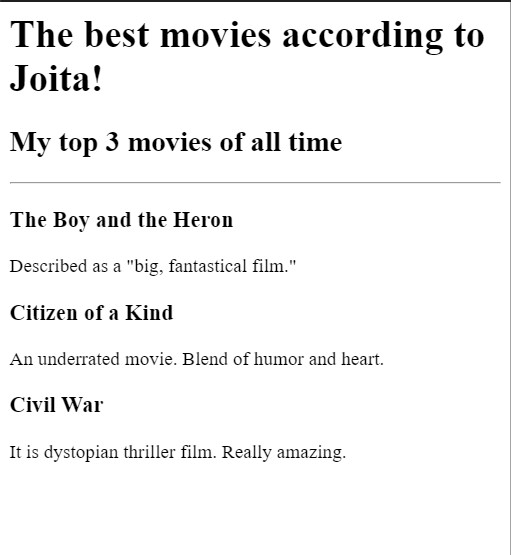 The best movies according to
Joita!
My top 3 movies of all time
The Boy and the Heron
Described as a "big, fantastical film."
Citizen of a Kind
An underrated movie. Blend of humor and heart.
Civil War
It is dystopian thriller film. Really amazing.